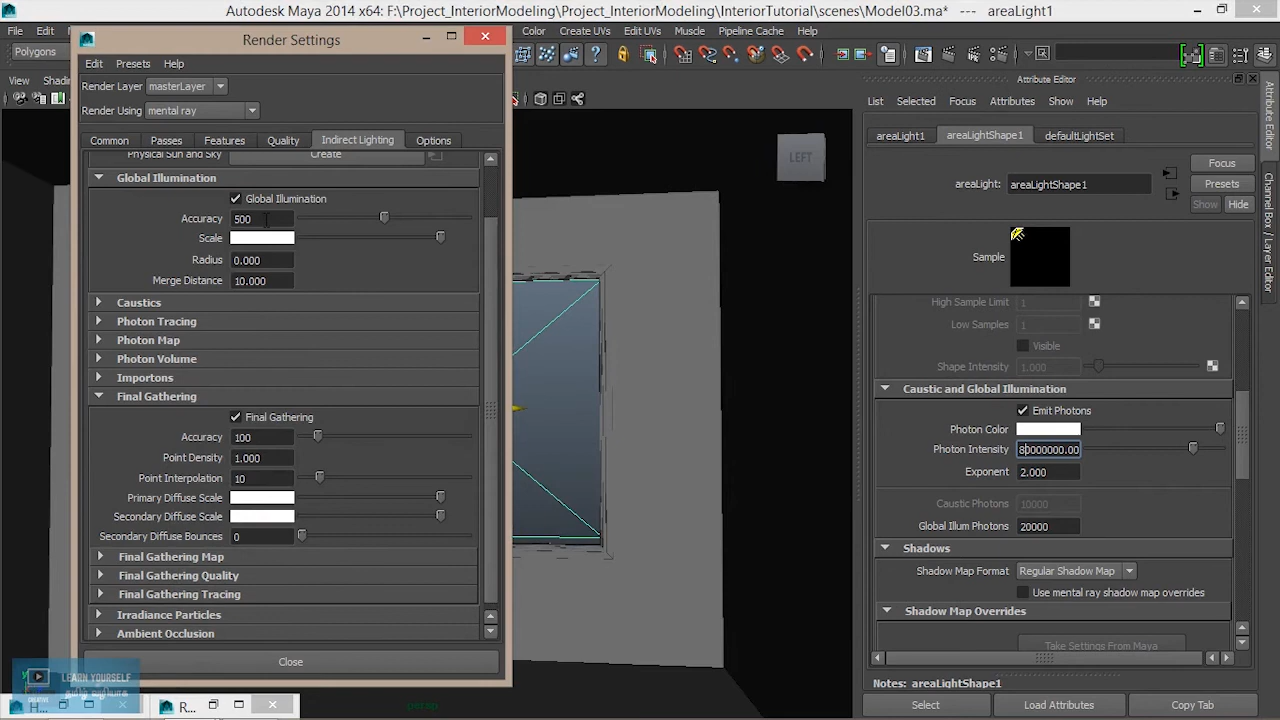 Autodesk Maya 2014 x64: F:\Project_InteriorModeling\Project_InteriorModeling\InteriorTutorial\scenes\Model03.ma* --- areaLight1
File Edit
Color Create UVs Edit UVs Muscle Pipeline Cache Help
Polygons
View Shadin
Render Settings
Edit Presets Help
Render Layer masterLayer
Render Using mental ray
Common Passes Features Quality Indirect Lighting Options
Physical Sun and Sky Create
Global Illumination
Global Illumination
Accuracy 500
Scale
Radius 0.000
Merge Distance 10.000
Caustics
Photon Tracing
Photon Map
Photon Volume
Importons
Final Gathering
Final Gathering
Accuracy 100
Point Density 1.000
Point Interpolation 10
Primary Diffuse Scale
Secondary Diffuse Scale
Secondary Diffuse Bounces 0
Final Gathering Map
Final Gathering Quality
Final Gathering Tracing
Irradiance Particles
Ambient Occlusion
Close
LEFT
persp
Attribute Editor
List Selected Focus Attributes Show Help
areaLight1 areaLightShape1 defaultLightSet
Focus
areaLight: areaLightShape1
Presets
Show Hide
Sample
High Sample Limit 1
Low Samples 1
Visible
Shape Intensity 1.000
Caustic and Global Illumination
Emit Photons
Photon Color
Photon Intensity 80000000.00
Exponent 2.000
Caustic Photons 10000
Global Illum Photons 20000
Shadows
Shadow Map Format Regular Shadow Map
Use mental ray shadow map overrides
Shadow Map Overrides
Take Settings From Maya
Notes: areaLightShape1
Select Load Attributes Copy Tab
Attribute Editor
Channel Box / Layer Editor
LEARN YOURSELF
தமிழ் வழியாக
CREATIVE
H...
R...